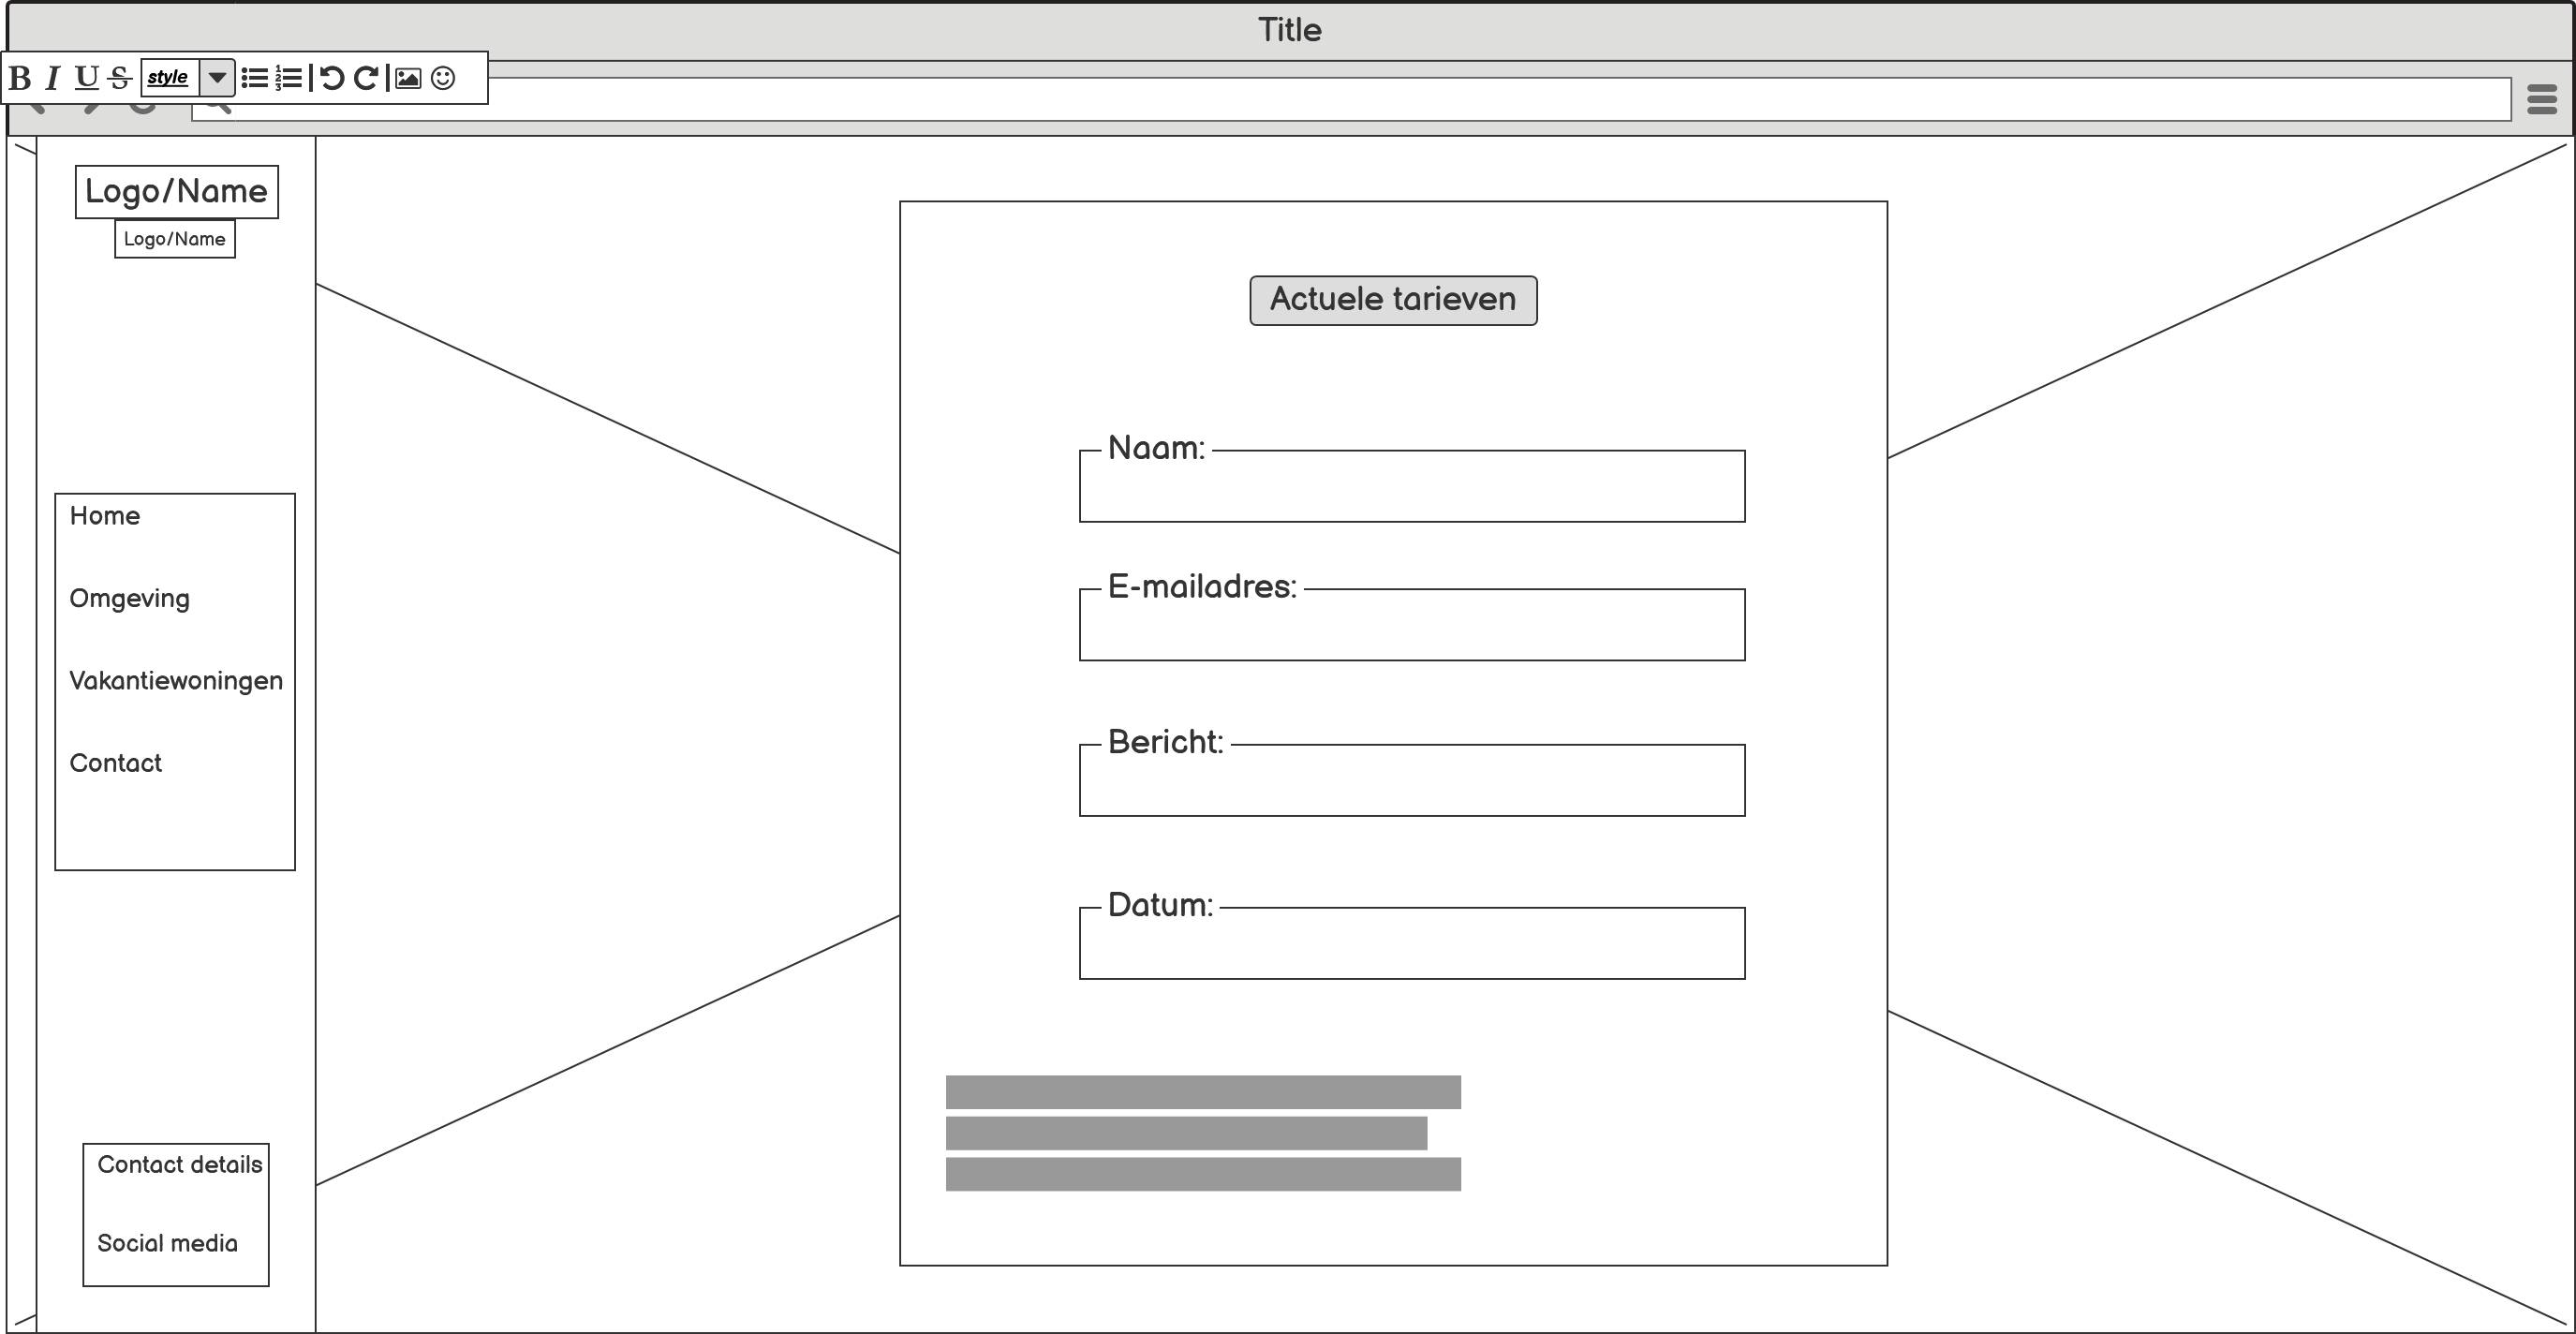 Title
B I U S style
Logo/Name
Logo/Name
Home
Omgeving
Vakantiewoningen
Contact
Contact details
Social media
Actuele tarieven
Naam:
E-mailadres:
Bericht:
Datum: